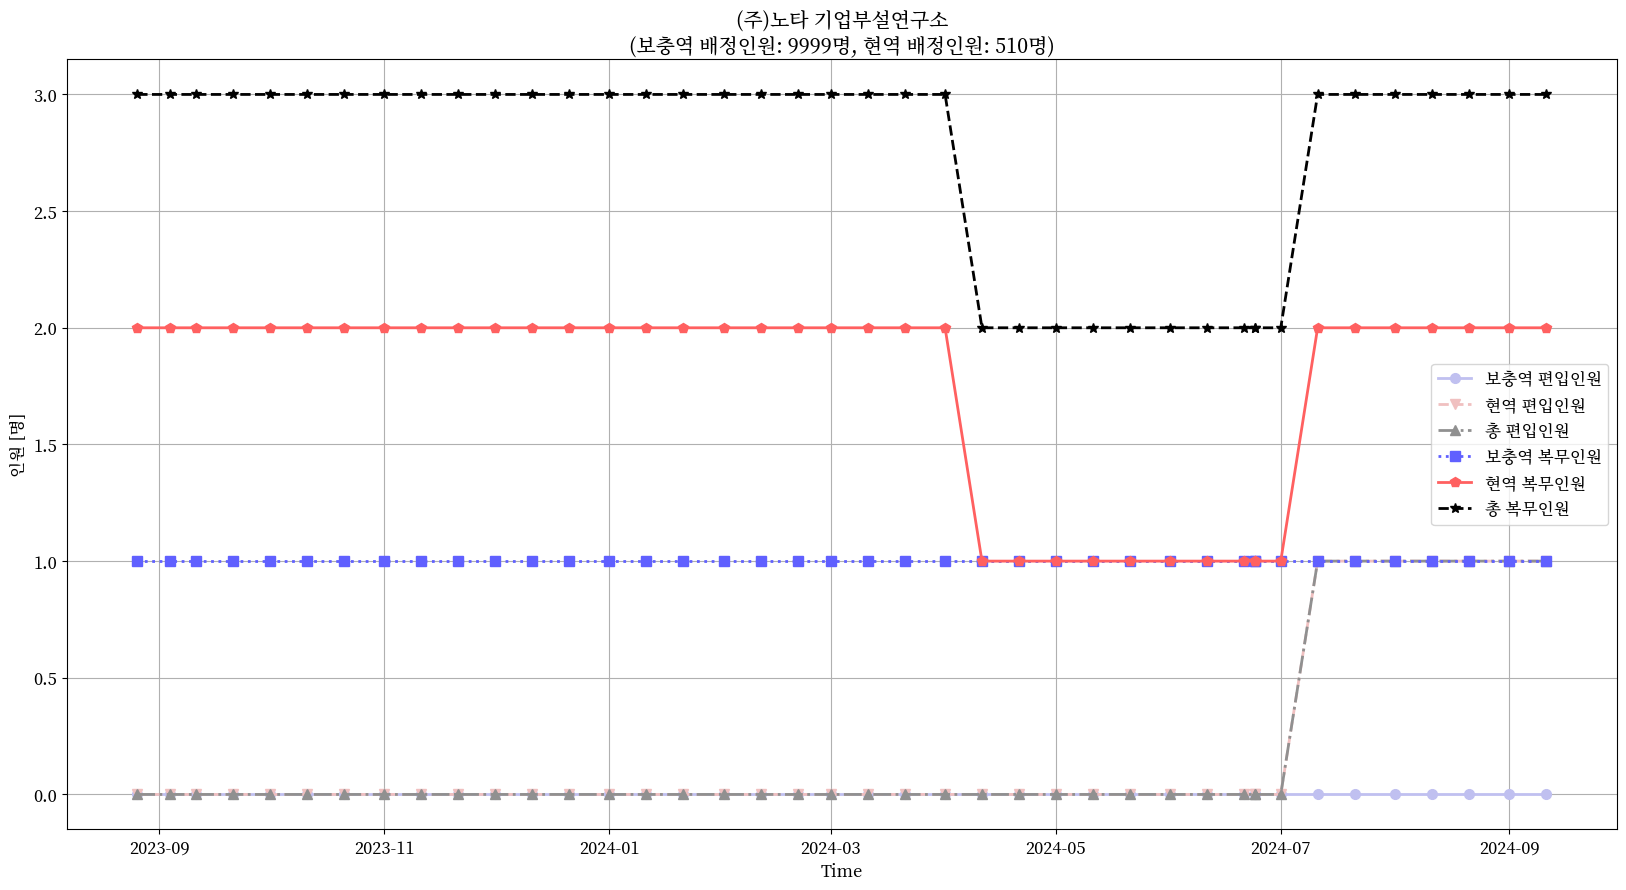 (주)노타 기업부설연구소
(보충역 배정인원: 9999명, 현역 배정인원: 510명)
3.0
2.5
2.0
1.5
1.0
0.5
0.0
인원 [명]
보충역 편입인원
현역 편입인원
총 편입인원
보충역 복무인원
현역 복무인원
총 복무인원
2023-09
2023-11
2024-01
2024-03
2024-05
2024-07
2024-09
Time